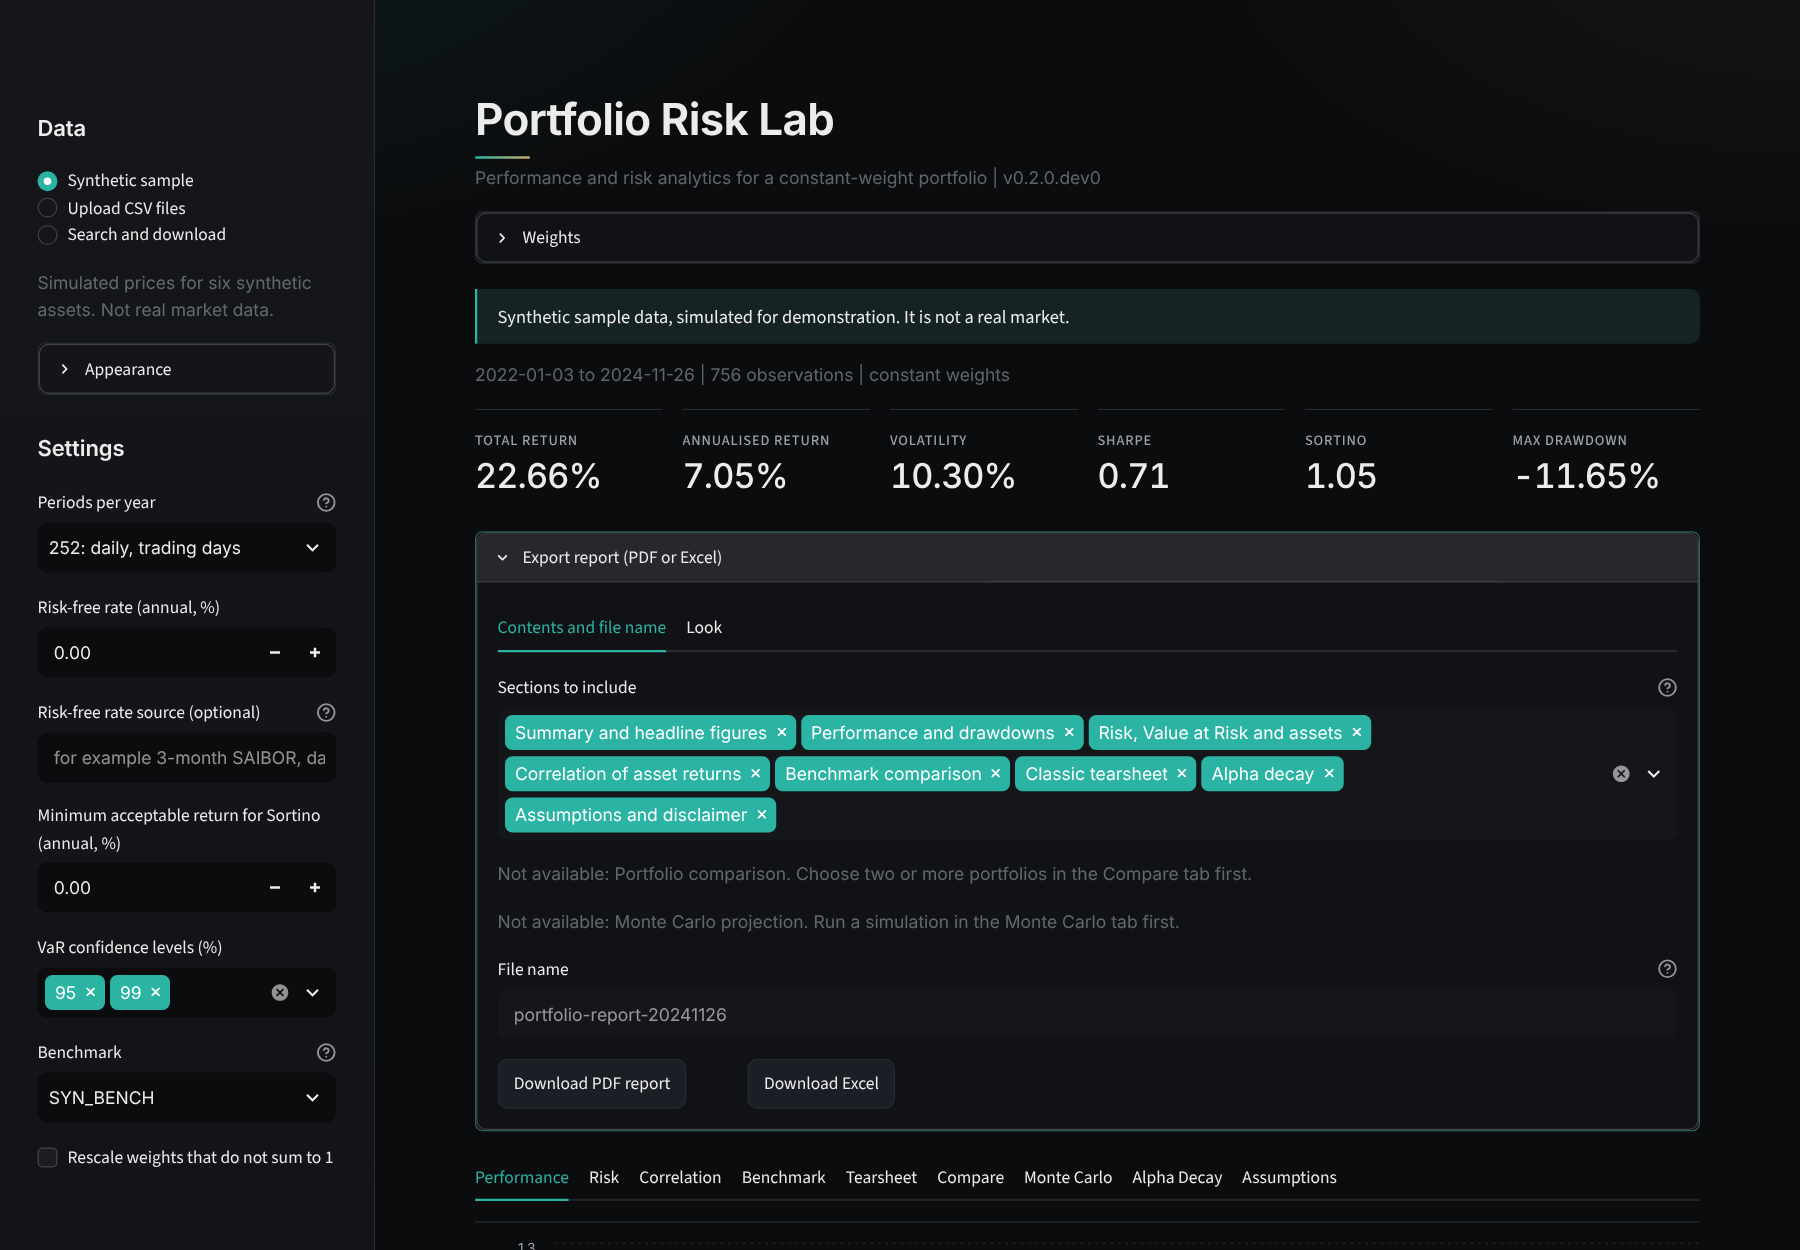 Data
Synthetic sample
Upload CSV files
Search and download
Simulated prices for six synthetic
assets. Not real market data.
Appearance
Settings
Periods per year
252: daily, trading days
Risk-free rate (annual, %)
0.00
Risk-free rate source (optional)
for example 3-month SAIBOR, da
Minimum acceptable return for Sortino
(annual, %)
0.00
VaR confidence levels (%)
95 99
Benchmark
SYN_BENCH
Rescale weights that do not sum to 1
Portfolio Risk Lab
Performance and risk analytics for a constant-weight portfolio | v0.2.0.dev0
Weights
Synthetic sample data, simulated for demonstration. It is not a real market.
2022-01-03 to 2024-11-26 | 756 observations | constant weights
TOTAL RETURN
22.66%
ANNUALISED RETURN
7.05%
VOLATILITY
10.30%
SHARPE
0.71
SORTINO
1.05
MAX DRAWDOWN
-11.65%
Export report (PDF or Excel)
Contents and file name Look
Sections to include
Summary and headline figures Performance and drawdowns Risk, Value at Risk and assets
Correlation of asset returns Benchmark comparison Classic tearsheet Alpha decay
Assumptions and disclaimer
Not available: Portfolio comparison. Choose two or more portfolios in the Compare tab first.
Not available: Monte Carlo projection. Run a simulation in the Monte Carlo tab first.
File name
portfolio-report-20241126
Download PDF report Download Excel
Performance Risk Correlation Benchmark Tearsheet Compare Monte Carlo Alpha Decay Assumptions